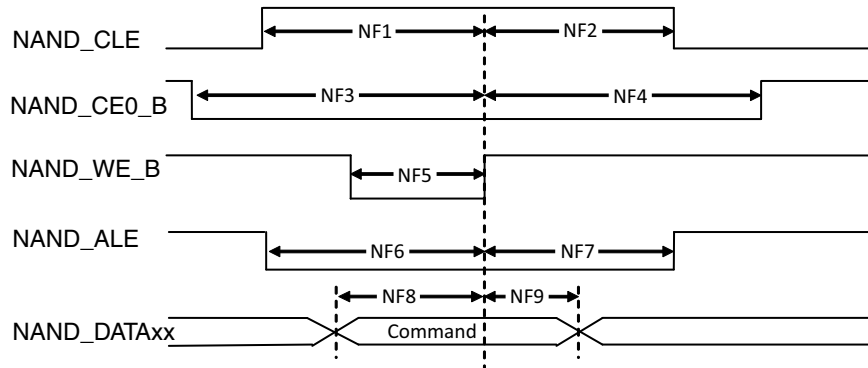 NAND_CLE
NF1
NF2
NAND_CE0_B
NF3
NF4
NAND_WE_B
NF5
NAND_ALE
NF6
NF7
NF8
NF9
NAND_DATAxx
Command